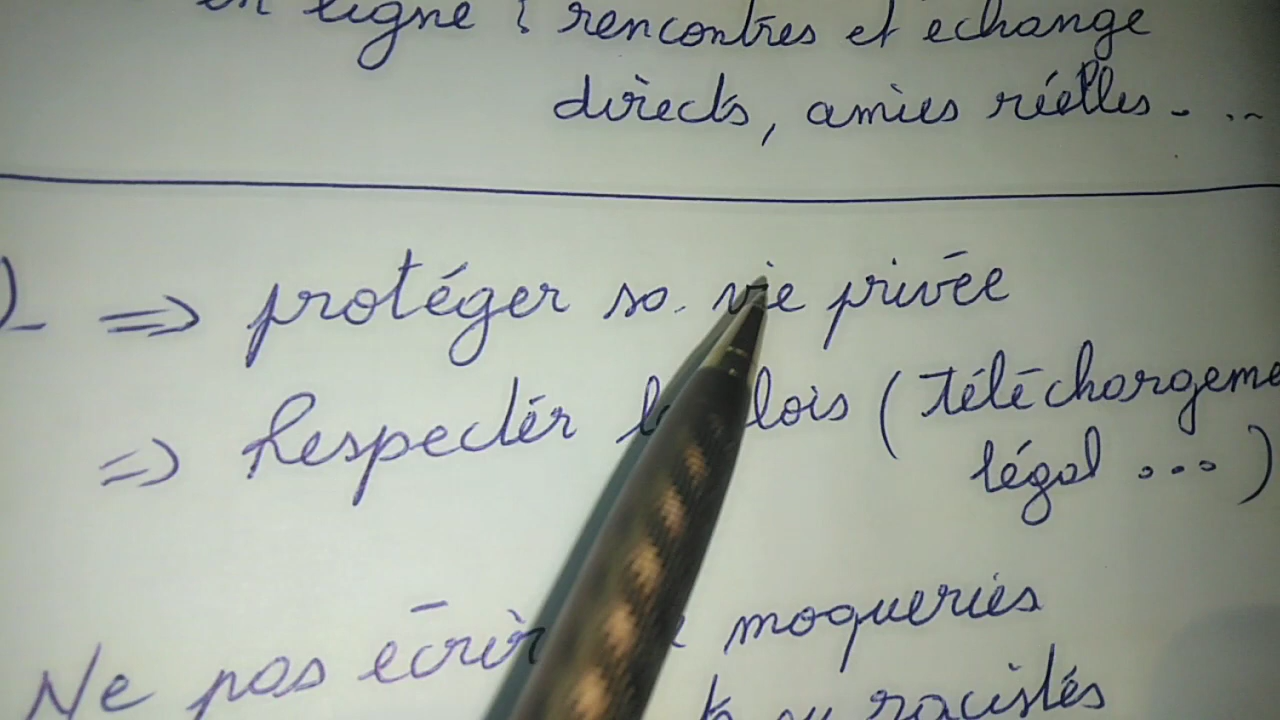 en ligne : rencontres et échange
directs, amies réelles - ...
)- => protéger sa vie privée
=> Respecter lois (téléchargeme
légal ...)
Ne pas écrir moqueries
racistes